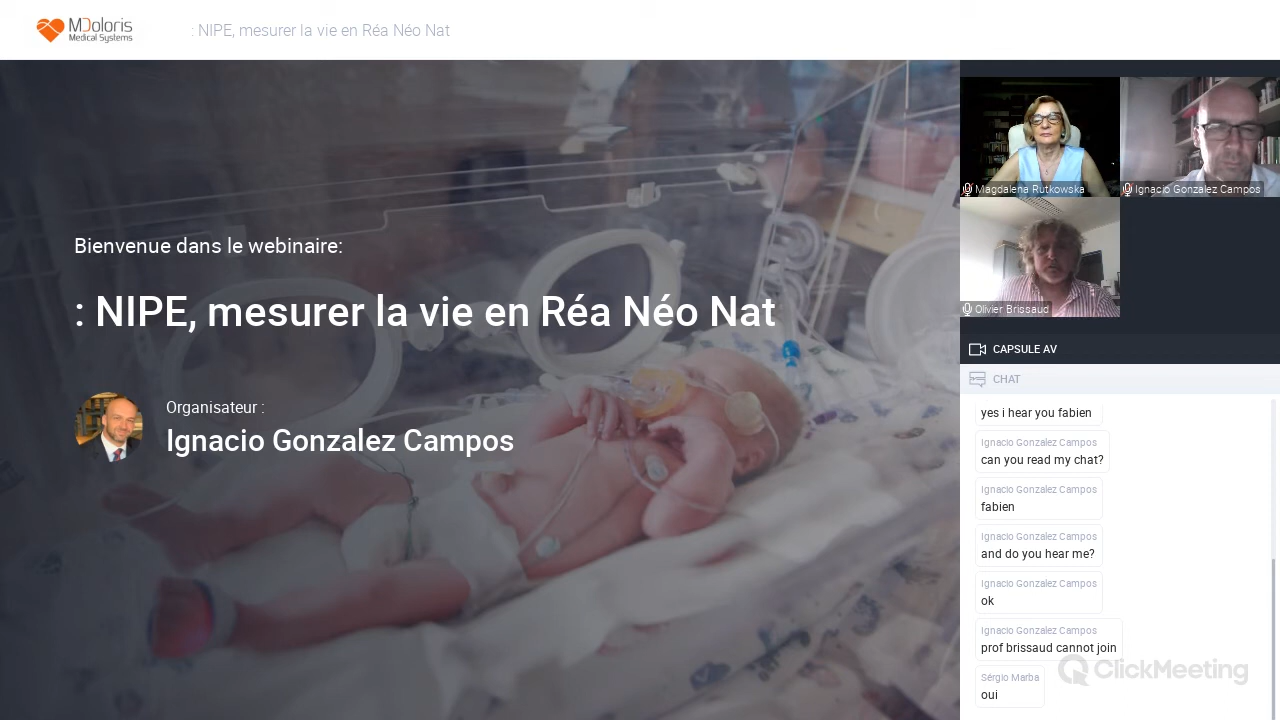 MDoloris
Medical Systems
: NIPE, mesurer la vie en Réa Néo Nat
Bienvenue dans le webinaire:
: NIPE, mesurer la vie en Réa Néo Nat
Organisateur :
Ignacio Gonzalez Campos
Magdalena Rutkowska
Ignacio Gonzalez Campos
Olivier Brissaud
CAPSULE AV
CHAT
yes i hear you fabien
Ignacio Gonzalez Campos
can you read my chat?
Ignacio Gonzalez Campos
fabien
Ignacio Gonzalez Campos
and do you hear me?
Ignacio Gonzalez Campos
ok
Ignacio Gonzalez Campos
prof brissaud cannot join
Sérgio Marba
oui
ClickMeeting